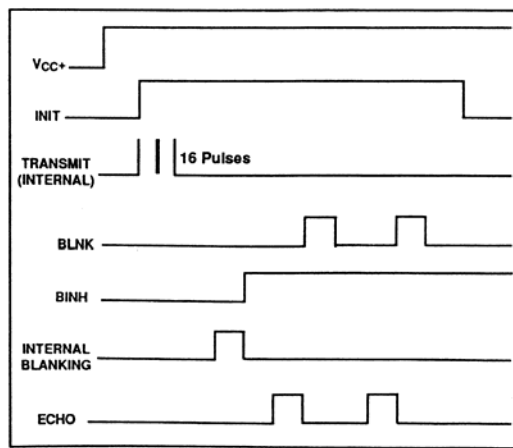 VCC+
INIT
TRANSMIT
(INTERNAL)
16 Pulses
BLNK
BINH
INTERNAL
BLANKING
ECHO